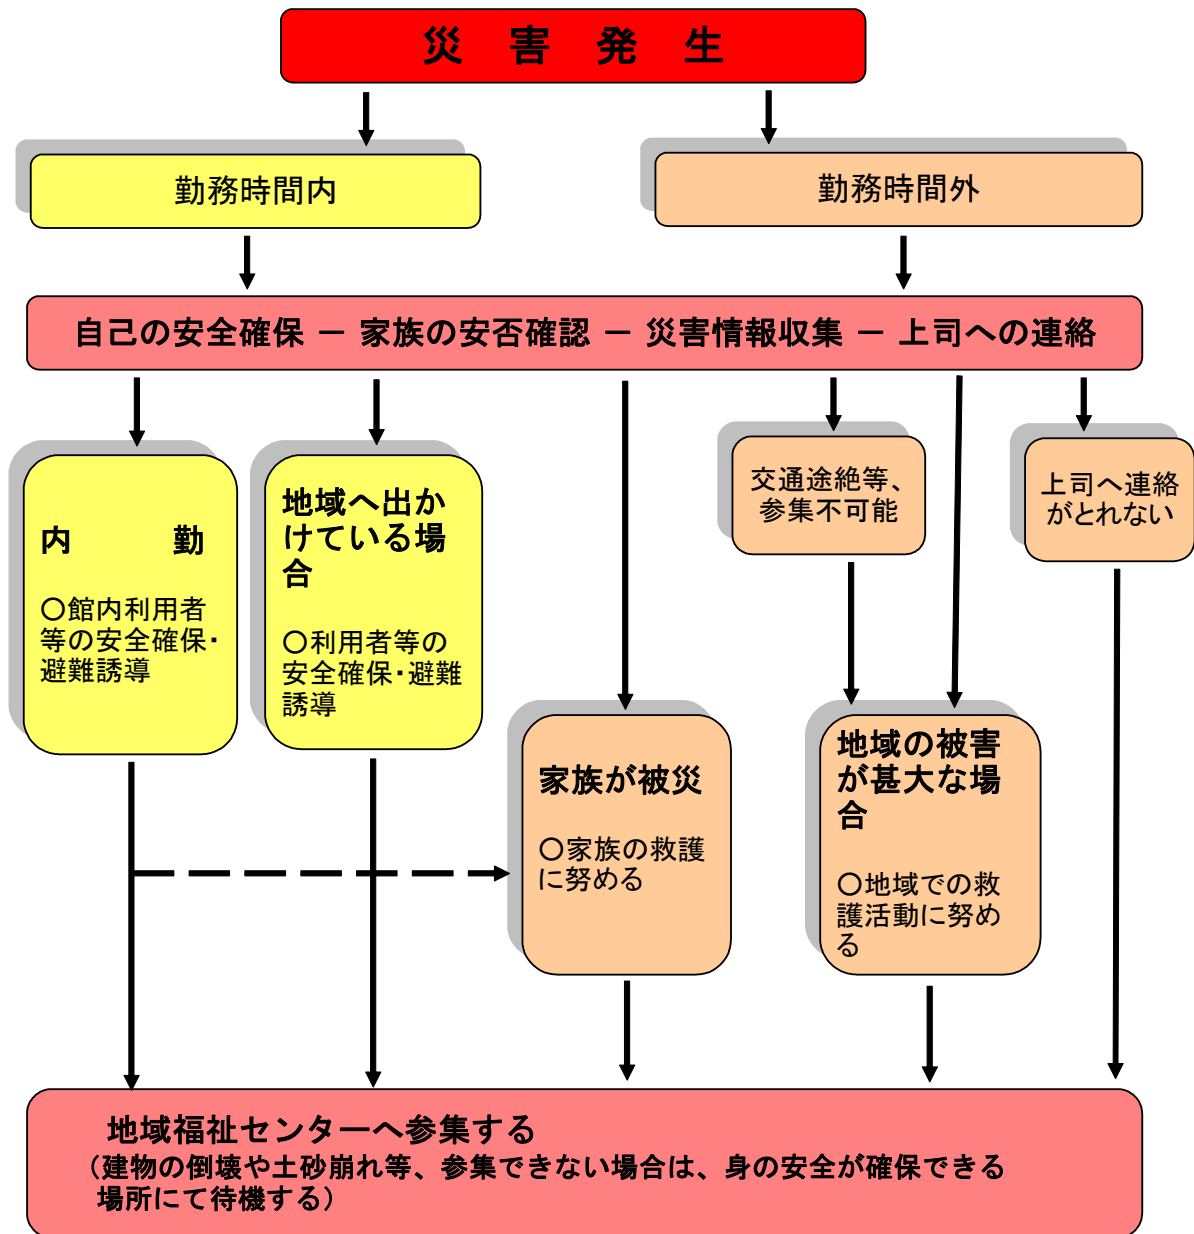 災　害　発　生
勤務時間内
勤務時間外
自己の安全確保 － 家族の安否確認 － 災害情報収集 － 上司への連絡
内　　　勤
○館内利用者
等の安全確保・
避難誘導
地域へ出か
けている場
合
○利用者等の
安全確保・避難
誘導
交通途絶等、
参集不可能
上司へ連絡
がとれない
家族が被災
○家族の救護
に努める
地域の被害
が甚大な場
合
○地域での救
護活動に努め
る
地域福祉センターへ参集する
（建物の倒壊や土砂崩れ等、参集できない場合は、身の安全が確保できる
場所にて待機する）